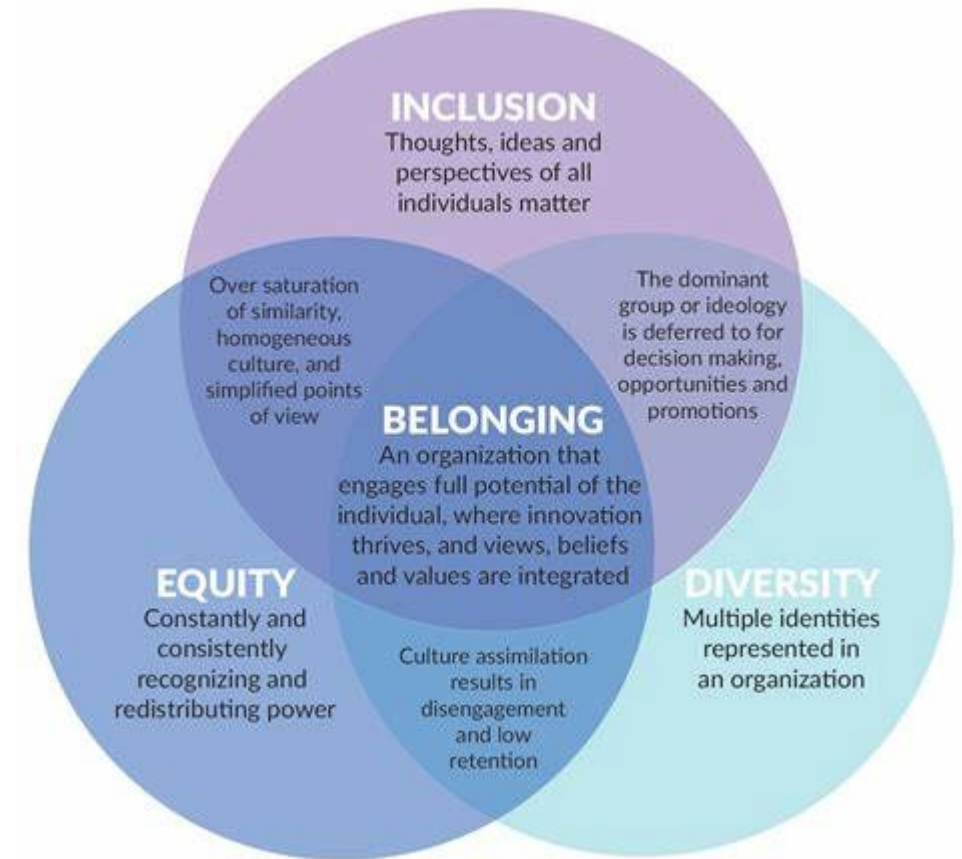 INCLUSION
Thoughts, ideas and
perspectives of all
individuals matter
Over saturation
of similarity,
homogeneous
culture, and
simplified points
of view
The dominant
group or ideology
is deferred to for
decision making,
opportunities and
promotions
BELONGING
An organization that
engages full potential of the
individual, where innovation
thrives, and views, beliefs
and values are integrated
EQUITY
Constantly and
consistently
recognizing and
redistributing power
DIVERSITY
Multiple identities
represented in
an organization
Culture assimilation
results in
disengagement
and low
retention